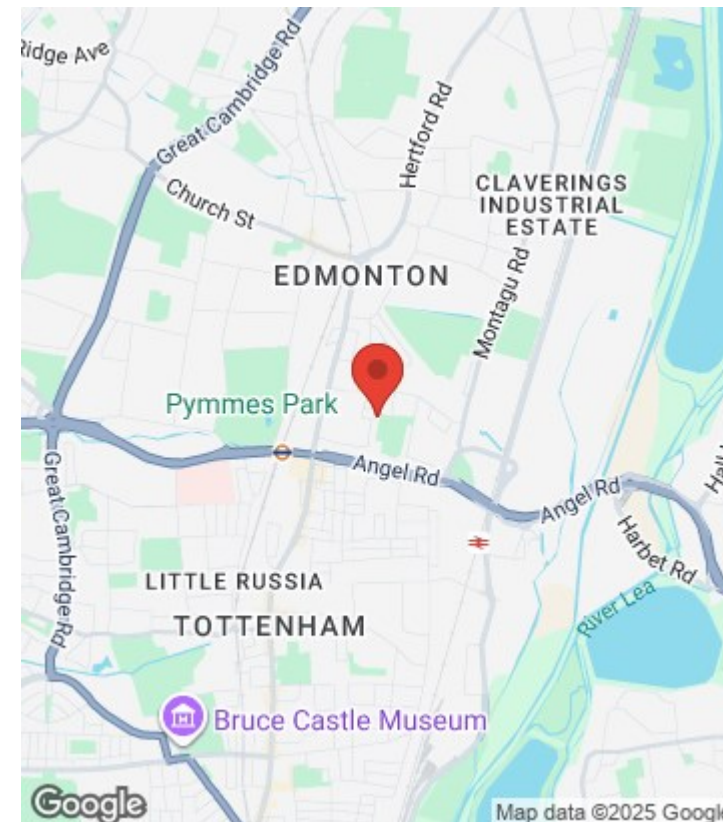 Ridge Ave
Great Cambridge Rd
Hertford Rd
Church St
CLAVERINGS
INDUSTRIAL
ESTATE
EDMONTON
Montagu Rd
Pymmes Park
Angel Rd
Angel Rd
Great Cambridge Rd
Harbet Rd
River Lea
LITTLE RUSSIA
TOTTENHAM
Bruce Castle Museum
Google
Map data ©2025 Google